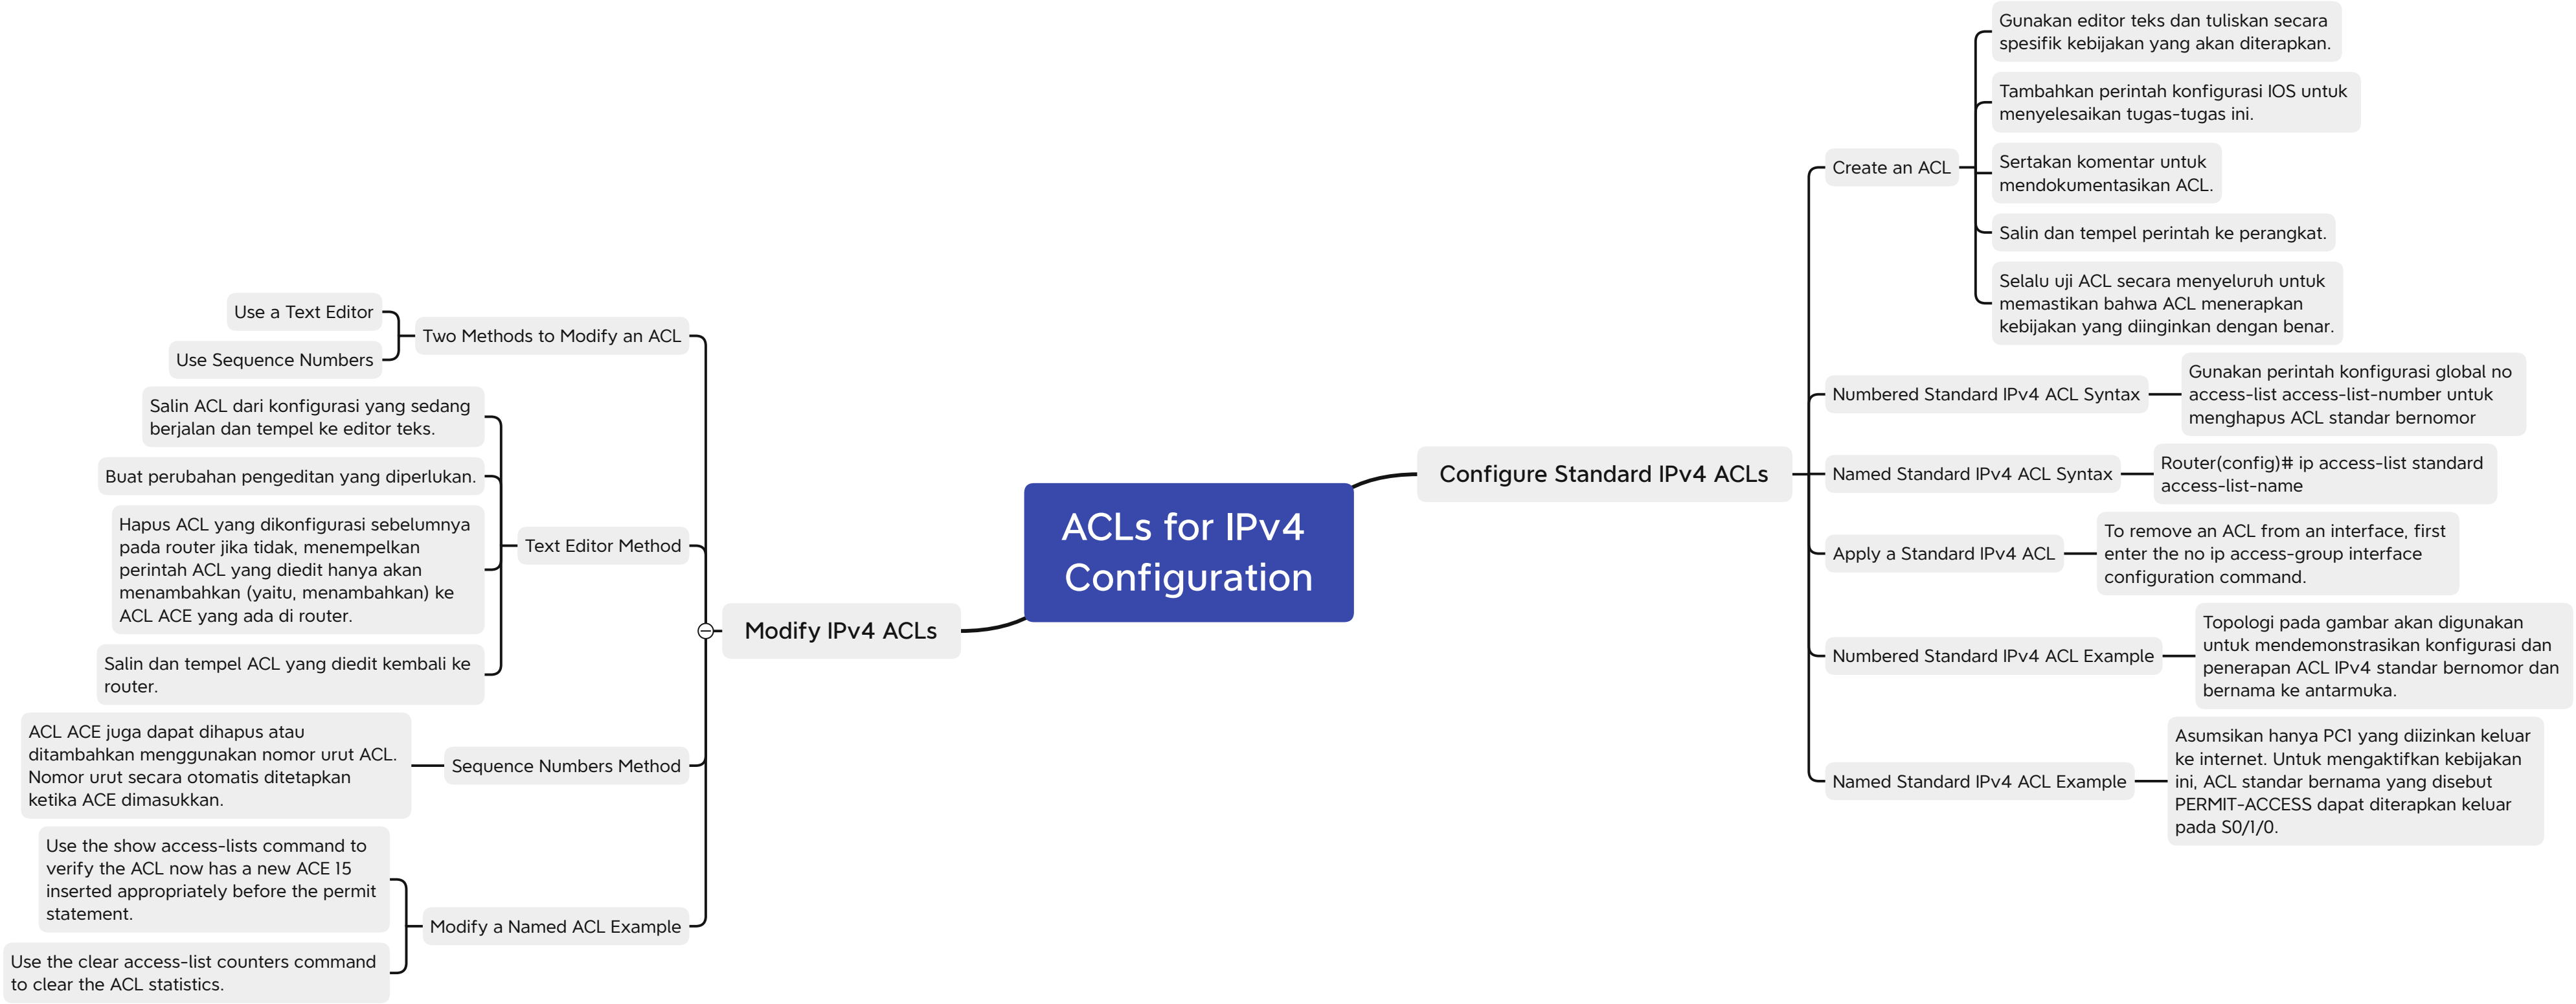 ACLs for IPv4
Configuration
Configure Standard IPv4 ACLs
Create an ACL
Gunakan editor teks dan tuliskan secara
spesifik kebijakan yang akan diterapkan.
Tambahkan perintah konfigurasi IOS untuk
menyelesaikan tugas-tugas ini.
Sertakan komentar untuk
mendokumentasikan ACL.
Salin dan tempel perintah ke perangkat.
Selalu uji ACL secara menyeluruh untuk
memastikan bahwa ACL menerapkan
kebijakan yang diinginkan dengan benar.
Numbered Standard IPv4 ACL Syntax
Gunakan perintah konfigurasi global no
access-list access-list-number untuk
menghapus ACL standar bernomor
Named Standard IPv4 ACL Syntax
Router(config)# ip access-list standard
access-list-name
Apply a Standard IPv4 ACL
To remove an ACL from an interface, first
enter the no ip access-group interface
configuration command.
Numbered Standard IPv4 ACL Example
Topologi pada gambar akan digunakan
untuk mendemonstrasikan konfigurasi dan
penerapan ACL IPv4 standar bernomor dan
bernama ke antarmuka.
Named Standard IPv4 ACL Example
Asumsikan hanya PC1 yang diizinkan keluar
ke internet. Untuk mengaktifkan kebijakan
ini, ACL standar bernama yang disebut
PERMIT-ACCESS dapat diterapkan keluar
pada S0/1/0.
Modify IPv4 ACLs
Two Methods to Modify an ACL
Use a Text Editor
Use Sequence Numbers
Text Editor Method
Salin ACL dari konfigurasi yang sedang
berjalan dan tempel ke editor teks.
Buat perubahan pengeditan yang diperlukan.
Hapus ACL yang dikonfigurasi sebelumnya
pada router jika tidak, menempelkan
perintah ACL yang diedit hanya akan
menambahkan (yaitu, menambahkan) ke
ACL ACE yang ada di router.
Salin dan tempel ACL yang diedit kembali ke
router.
Sequence Numbers Method
ACL ACE juga dapat dihapus atau
ditambahkan menggunakan nomor urut ACL.
Nomor urut secara otomatis ditetapkan
ketika ACE dimasukkan.
Modify a Named ACL Example
Use the show access-lists command to
verify the ACL now has a new ACE 15
inserted appropriately before the permit
statement.
Use the clear access-list counters command
to clear the ACL statistics.